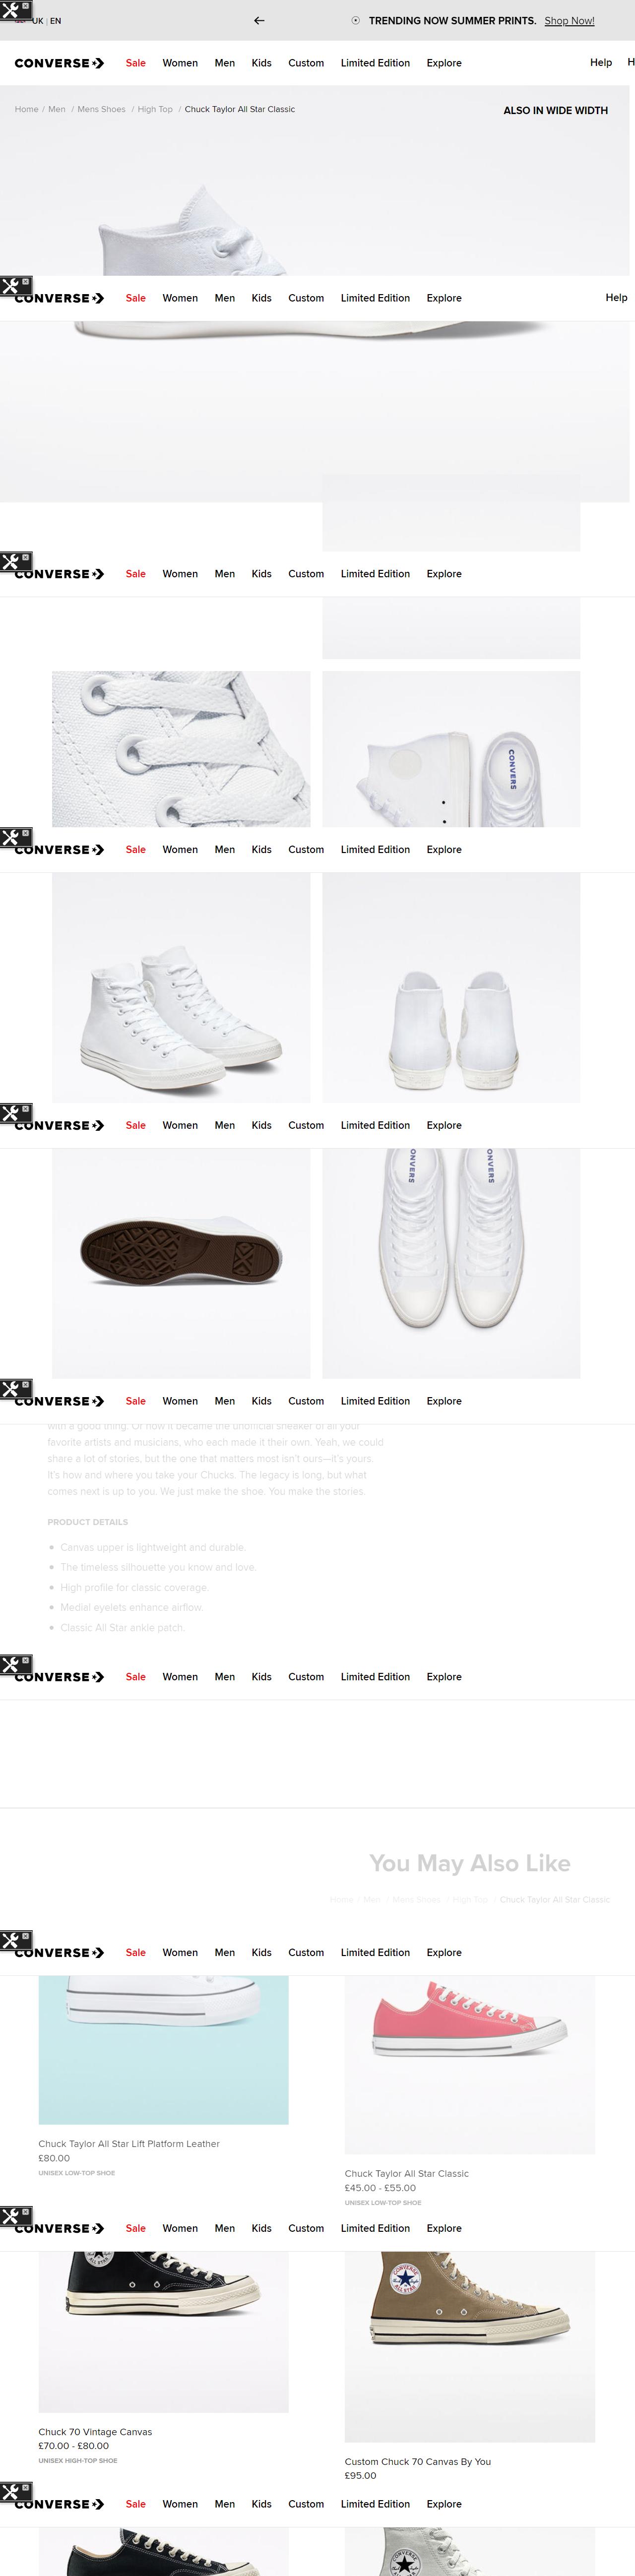 UK | EN
TRENDING NOW SUMMER PRINTS. Shop Now!
CONVERSE Sale Women Men Kids Custom Limited Edition Explore Help H
Home / Men / Mens Shoes / High Top / Chuck Taylor All Star Classic
ALSO IN WIDE WIDTH
CONVERSE Sale Women Men Kids Custom Limited Edition Explore Help
CONVERSE Sale Women Men Kids Custom Limited Edition Explore
CONVERS
CONVERSE Sale Women Men Kids Custom Limited Edition Explore
CONVERSE Sale Women Men Kids Custom Limited Edition Explore
CONVERS CONVERS
CONVERSE Sale Women Men Kids Custom Limited Edition Explore
with a good thing. Or how it became the unofficial sneaker of all your
favorite artists and musicians, who each made it their own. Yeah, we could
share a lot of stories, but the one that matters most isn't ours—it's yours.
It's how and where you take your Chucks. The legacy is long, but what
comes next is up to you. We just make the shoe. You make the stories.
PRODUCT DETAILS
• Canvas upper is lightweight and durable.
• The timeless silhouette you know and love.
• High profile for classic coverage.
• Medial eyelets enhance airflow.
• Classic All Star ankle patch.
CONVERSE Sale Women Men Kids Custom Limited Edition Explore
You May Also Like
Home / Men / Mens Shoes / High Top / Chuck Taylor All Star Classic
CONVERSE Sale Women Men Kids Custom Limited Edition Explore
Chuck Taylor All Star Lift Platform Leather
£80.00
UNISEX LOW-TOP SHOE
Chuck Taylor All Star Classic
£45.00 - £55.00
UNISEX LOW-TOP SHOE
CONVERSE Sale Women Men Kids Custom Limited Edition Explore
ALL STAR
CONVERSE
ALL STAR
Chuck 70 Vintage Canvas
£70.00 - £80.00
UNISEX HIGH-TOP SHOE
Custom Chuck 70 Canvas By You
£95.00
CONVERSE Sale Women Men Kids Custom Limited Edition Explore
CONVERSE
ALL STAR